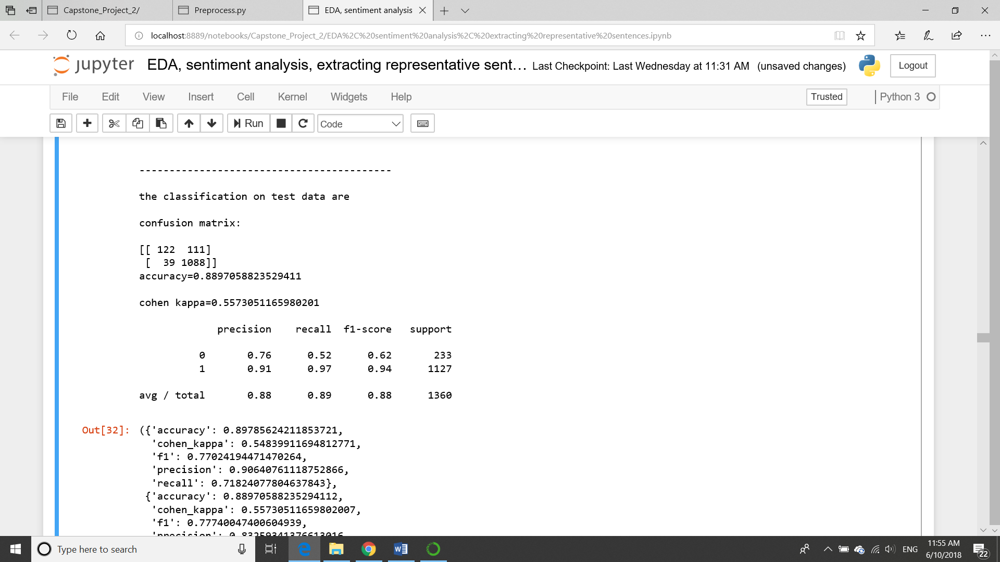 Capstone_Project_2/
Preprocess.py
EDA, sentiment analysis
localhost:8889/notebooks/Capstone_Project_2/EDA%2C%20sentiment%20analysis%2C%20extracting%20representative%20sentences.ipynb
jupyter EDA, sentiment analysis, extracting representative sent... Last Checkpoint: Last Wednesday at 11:31 AM (unsaved changes)
Logout
File Edit View Insert Cell Kernel Widgets Help
Trusted
Python 3
Run
Code
------------------------------------------
the classification on test data are
confusion matrix:
[[ 122  111]
 [  39 1088]]
accuracy=0.8897058823529411
cohen kappa=0.5573051165980201
precision    recall  f1-score   support
0       0.76      0.52      0.62       233
1       0.91      0.97      0.94      1127
avg / total       0.88      0.89      0.88      1360
Out[32]: ({'accuracy': 0.89785624211853721,
'cohen_kappa': 0.54839911694812771,
'f1': 0.77024194471470264,
'precision': 0.90640761118752866,
'recall': 0.71824077804637843},
{'accuracy': 0.88970588235294112,
'cohen_kappa': 0.55730511659802007,
'f1': 0.77740047400604939,
'precision': 0.83259341376613016
Type here to search
ENG
11:55 AM
6/10/2018
22